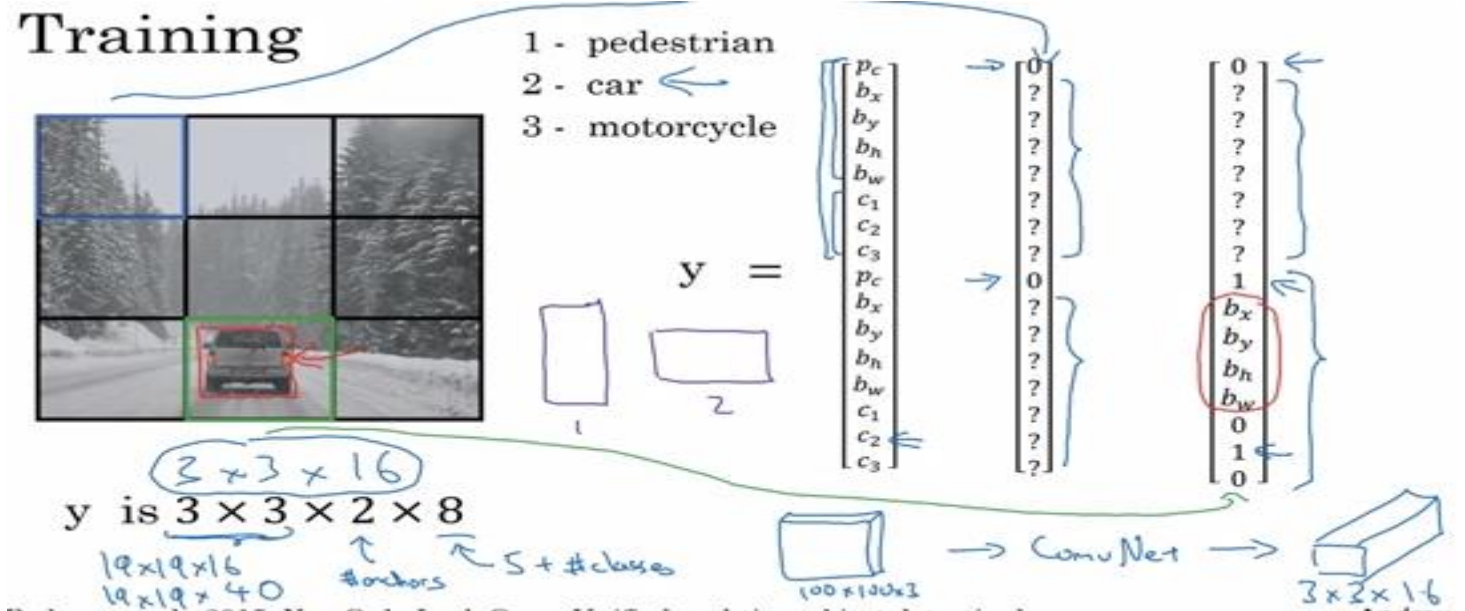 Training
1 - pedestrian
2 - car
3 - motorcycle
y =
p_c
b_x
b_y
b_h
b_w
c_1
c_2
c_3
p_c
b_x
b_y
b_h
b_w
c_1
c_2
c_3
0
?
?
?
?
?
?
?
0
?
?
?
?
?
?
?
0
?
?
?
?
?
?
?
1
b_x
b_y
b_h
b_w
0
1
0
1
2
3 × 3 × 16
y is 3 × 3 × 2 × 8
19×19×16
19×19×40
#anchors
5 + #classes
100×100×3
→ ConvNet →
3×3×16